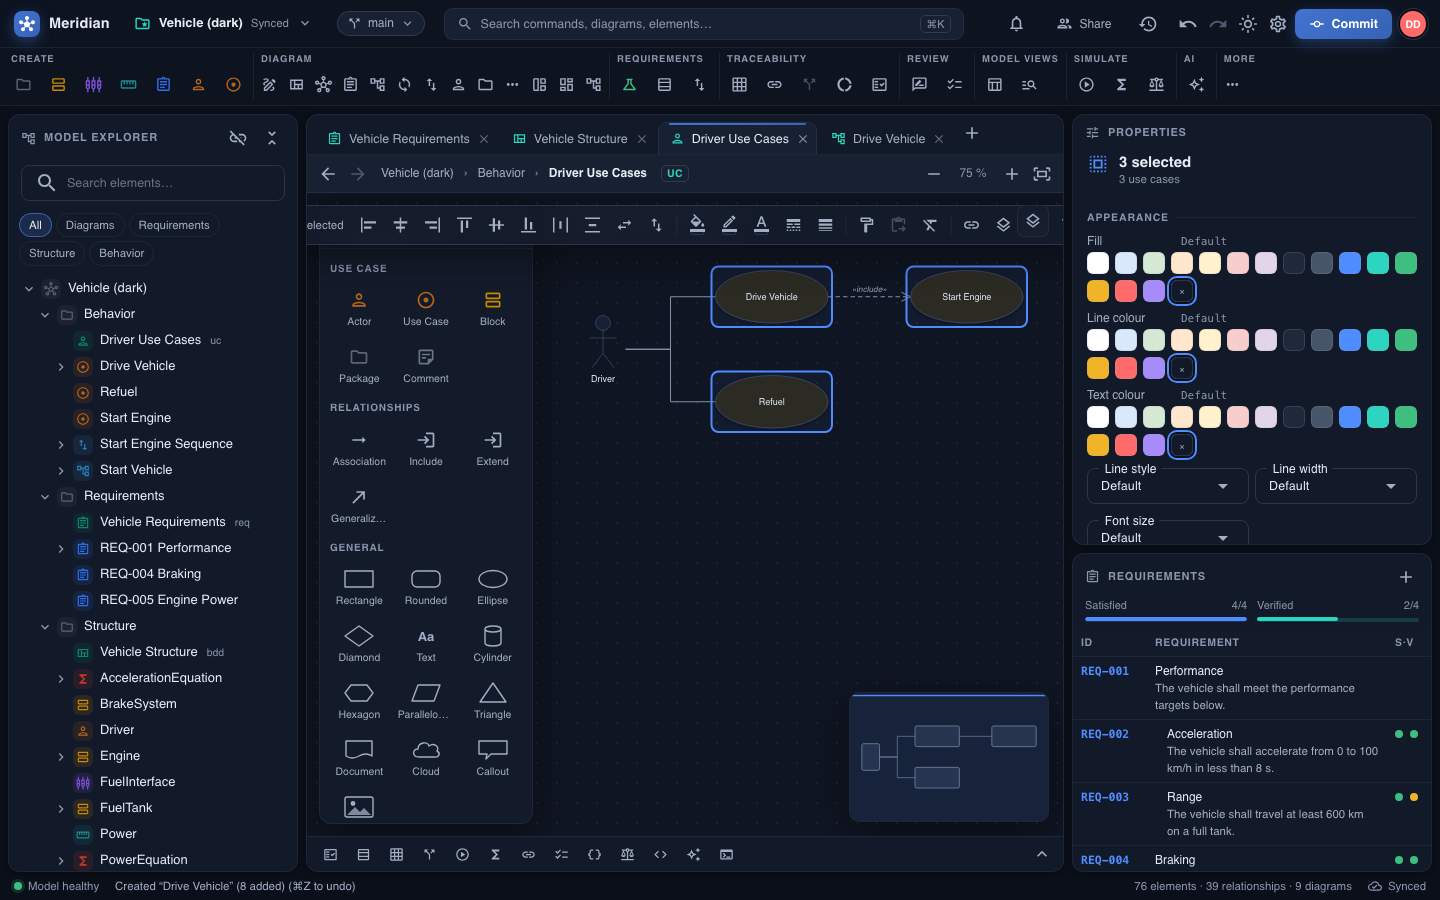 Meridian
Vehicle (dark) Synced
main
Search commands, diagrams, elements…
⌘K
Share
Commit
DD
CREATE
DIAGRAM
REQUIREMENTS
TRACEABILITY
REVIEW
MODEL VIEWS
SIMULATE
AI
MORE
MODEL EXPLORER
Search elements…
All
Diagrams
Requirements
Structure
Behavior
Vehicle (dark)
Behavior
Driver Use Cases uc
Drive Vehicle
Refuel
Start Engine
Start Engine Sequence
Start Vehicle
Requirements
Vehicle Requirements req
REQ-001 Performance
REQ-004 Braking
REQ-005 Engine Power
Structure
Vehicle Structure bdd
AccelerationEquation
BrakeSystem
Driver
Engine
FuelInterface
FuelTank
Power
PowerEquation
Vehicle Requirements
Vehicle Structure
Driver Use Cases
Drive Vehicle
Vehicle (dark) › Behavior › Driver Use Cases UC
75 %
elected
A
USE CASE
Actor
Use Case
Block
Package
Comment
RELATIONSHIPS
Association
Include
Extend
Generaliz…
GENERAL
Rectangle
Rounded
Ellipse
Diamond
Aa
Text
Cylinder
Hexagon
Parallelo…
Triangle
Document
Cloud
Callout
Driver
Drive Vehicle
«include»
Start Engine
Refuel
PROPERTIES
3 selected
3 use cases
APPEARANCE
Fill Default
Line colour Default
Text colour Default
Line style
Default
Line width
Default
Font size
Default
REQUIREMENTS
Satisfied 4/4
Verified 2/4
ID REQUIREMENT S·V
REQ-001 Performance
The vehicle shall meet the performance
targets below.
REQ-002 Acceleration
The vehicle shall accelerate from 0 to 100
km/h in less than 8 s.
REQ-003 Range
The vehicle shall travel at least 600 km
on a full tank.
REQ-004 Braking
Model healthy
Created “Drive Vehicle” (8 added) (⌘Z to undo)
76 elements · 39 relationships · 9 diagrams
Synced